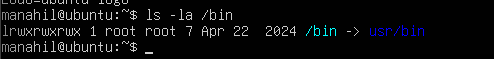 manahil@ubuntu:~$ ls -la /bin
lrwxrwxrwx 1 root root 7 Apr 22  2024 /bin -> usr/bin
manahil@ubuntu:~$ _